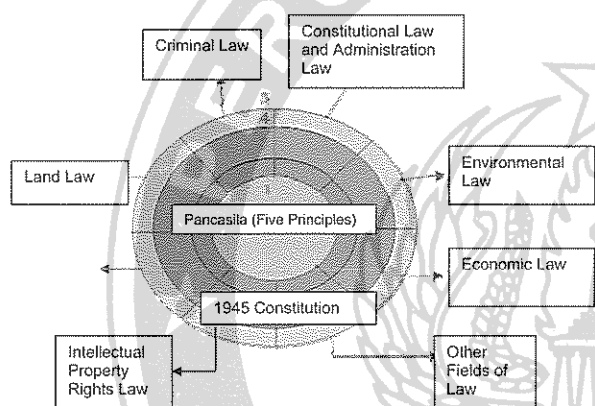 Criminal Law
Constitutional Law
and Administration
Law
Land Law
Environmental
Law
Pancasila (Five Principles)
Economic Law
1945 Constitution
Intellectual
Property
Rights Law
Other
Fields of
Law